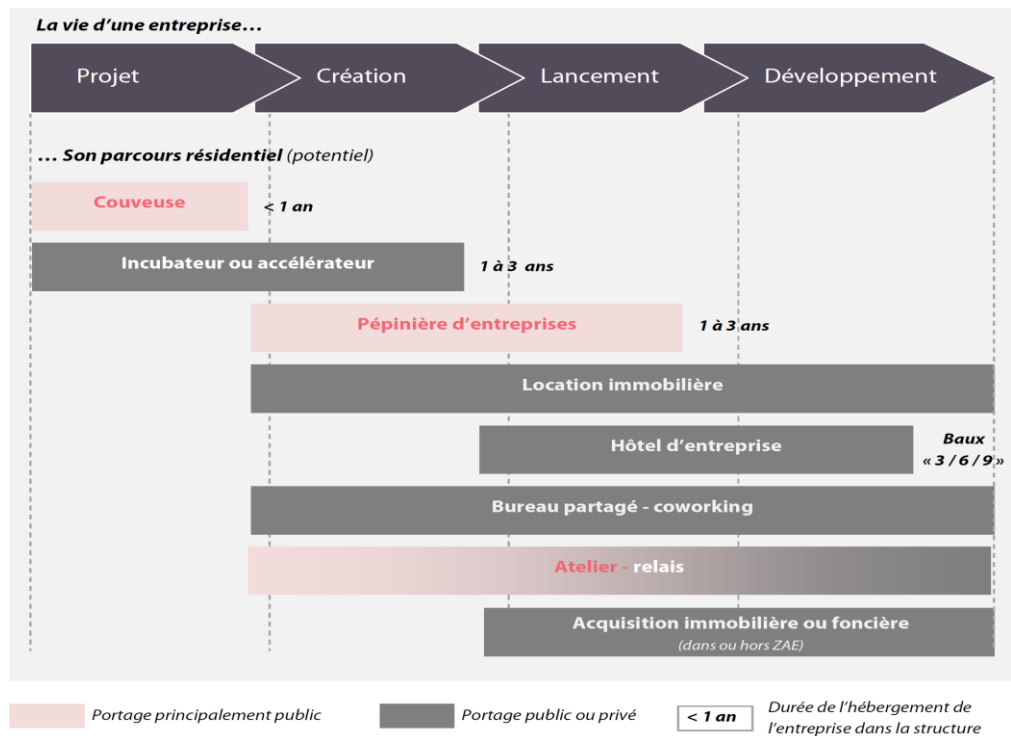 La vie d’une entreprise…
Projet
Création
Lancement
Développement
… Son parcours résidentiel (potentiel)
Couveuse
< 1 an
Incubateur ou accélérateur
1 à 3 ans
Pépinière d’entreprises
1 à 3 ans
Location immobilière
Hôtel d’entreprise
Baux
« 3 / 6 / 9 »
Bureau partagé - coworking
Atelier - relais
Acquisition immobilière ou foncière
(dans ou hors ZAE)
Portage principalement public
Portage public ou privé
< 1 an
Durée de l’hébergement de
l’entreprise dans la structure